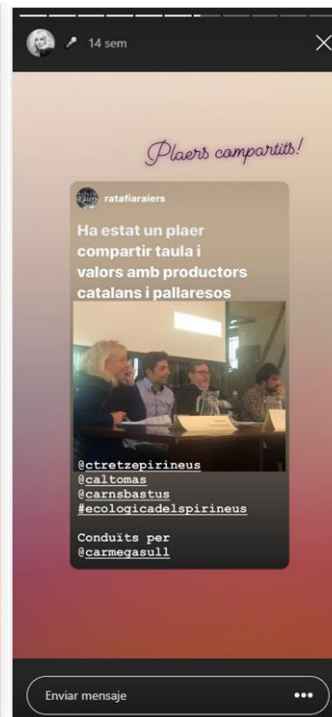 14 sem
Plaers compartits!
ratafiaraiers
Ha estat un plaer
compartir taula i
valors amb productors
catalans i pallaresos
@ctretzepirineus
@caltomas
@carnsbastus
#ecologicadelspirineus
Conduïts per
@carmegasull
Enviar mensaje